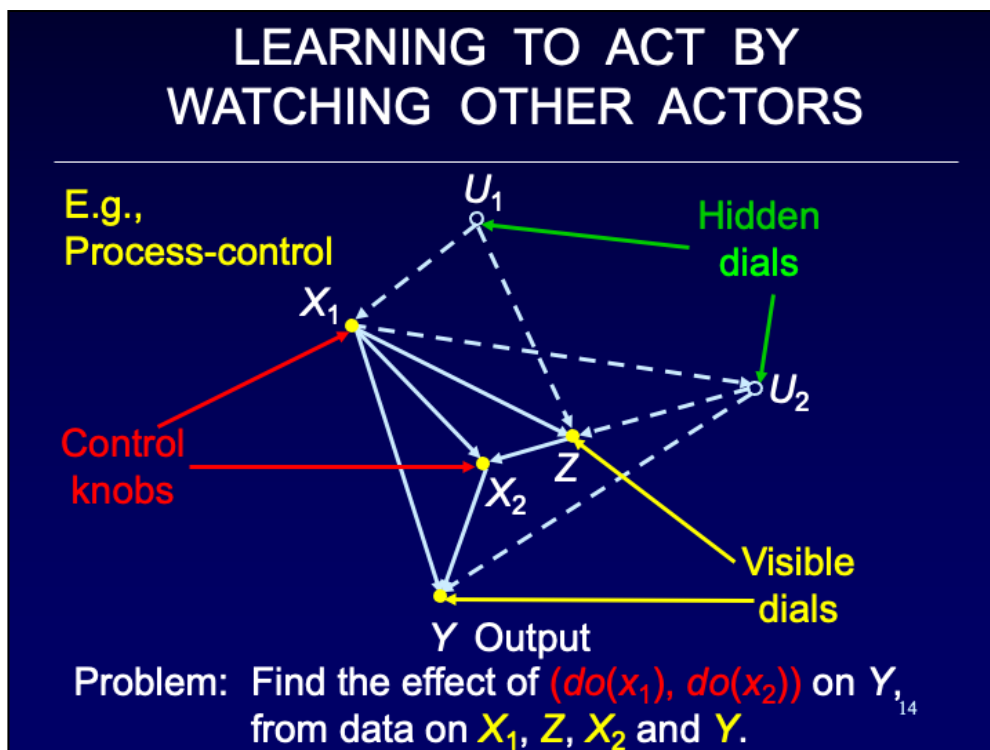 LEARNING TO ACT BY
WATCHING OTHER ACTORS
E.g.,
Process-control
U₁
Hidden
dials
X₁
U₂
Control
knobs
Z
X₂
Visible
dials
Y Output
Problem: Find the effect of (do(x₁), do(x₂)) on Y,
from data on X₁, Z, X₂ and Y.
14